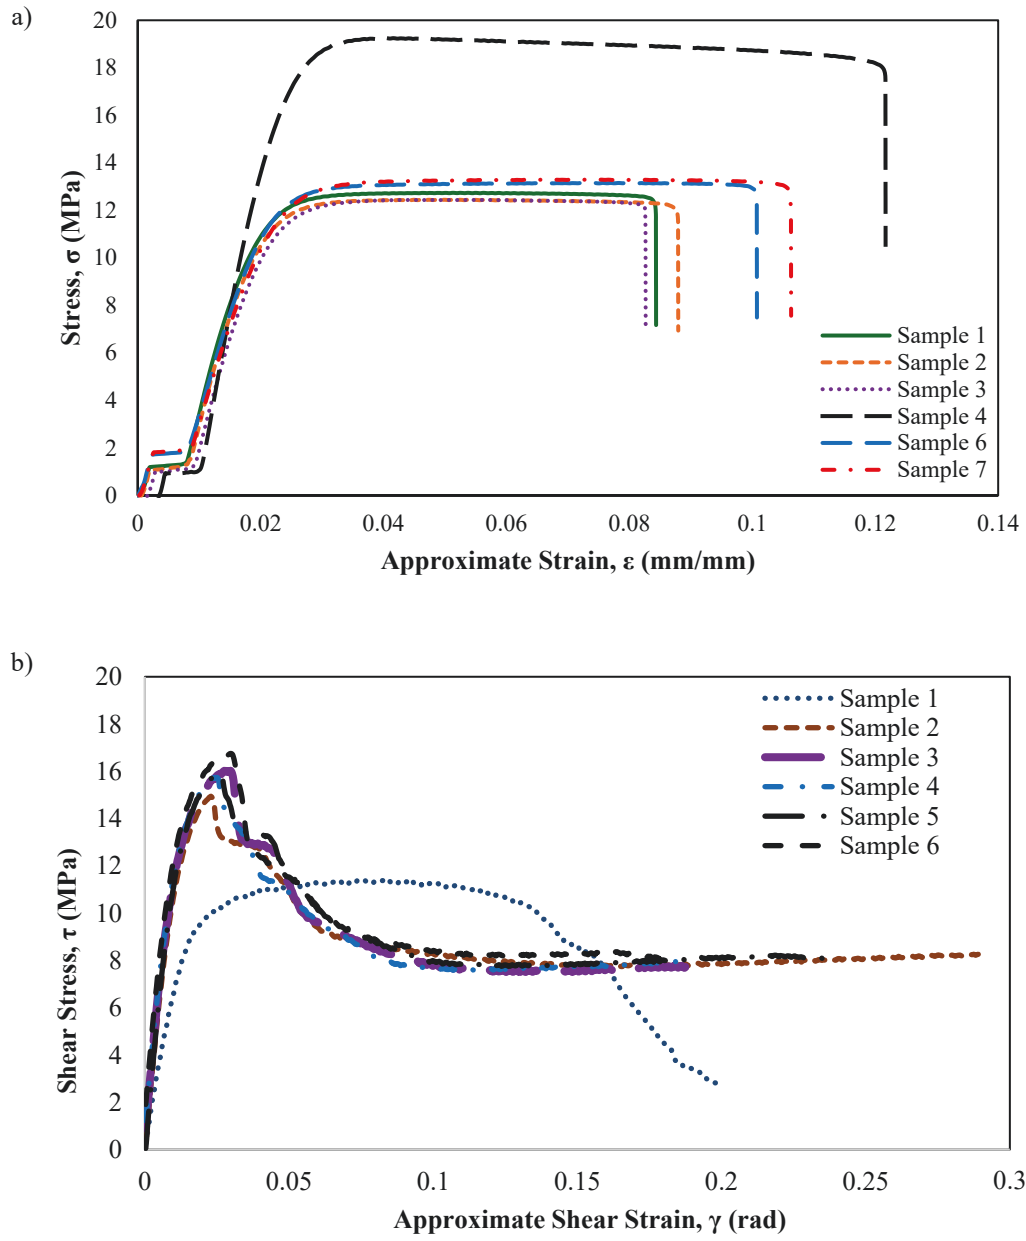 a)
20
18
16
14
12
10
8
6
4
2
0
Stress, σ (MPa)
0 0.02 0.04 0.06 0.08 0.1 0.12 0.14
Approximate Strain, ε (mm/mm)
Sample 1
Sample 2
Sample 3
Sample 4
Sample 6
Sample 7
b)
20
18
16
14
12
10
8
6
4
2
0
Shear Stress, τ (MPa)
0 0.05 0.1 0.15 0.2 0.25 0.3
Approximate Shear Strain, γ (rad)
Sample 1
Sample 2
Sample 3
Sample 4
Sample 5
Sample 6